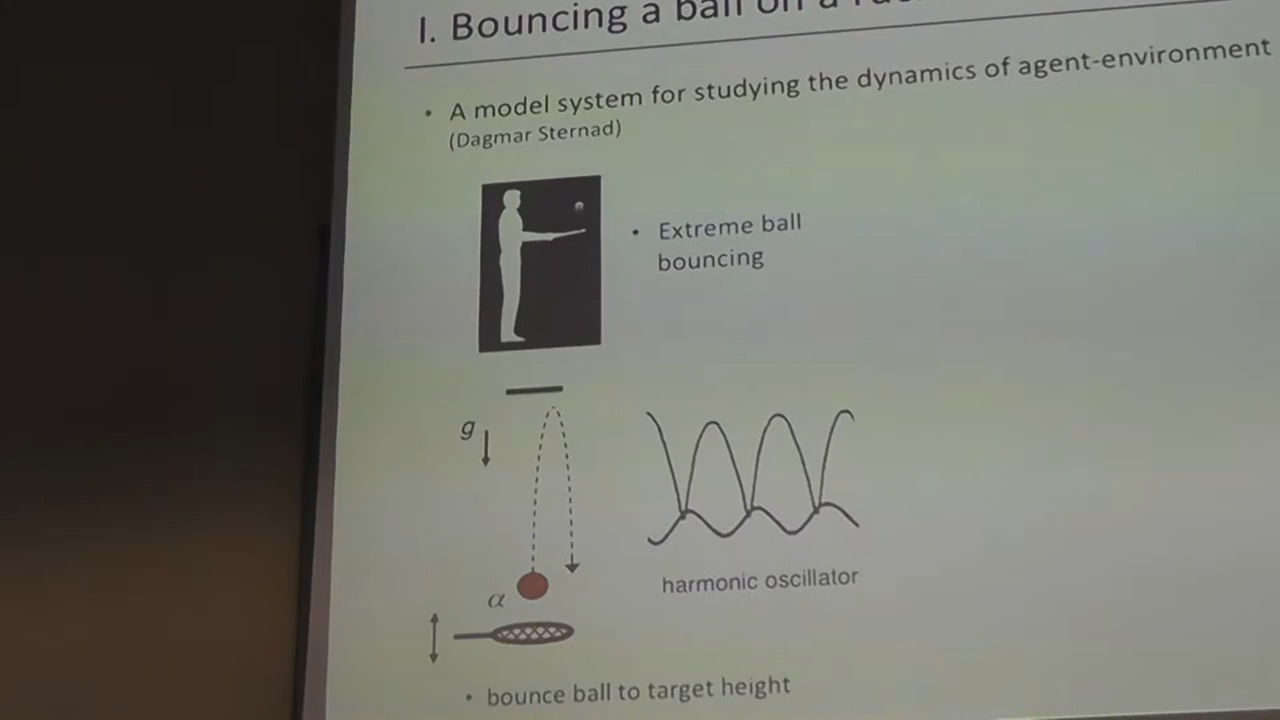 I. Bouncing a ball on a
• A model system for studying the dynamics of agent-environment
(Dagmar Sternad)
• Extreme ball
bouncing
g
α
harmonic oscillator
• bounce ball to target height